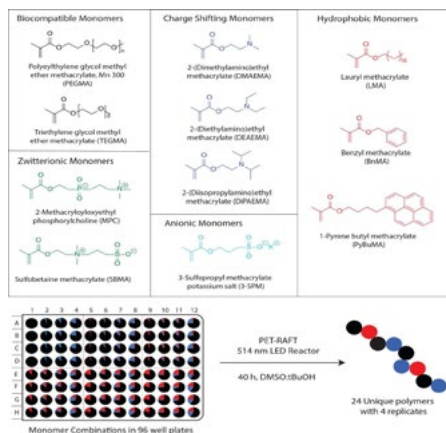 Biocompatible Monomers
Polyeylthylene glycol methyl
ether methacrylate, Mn 300
(PEGMA)
Triethylene glycol methyl
ether methacrylate (TEGMA)
Zwitterionic Monomers
2-Methacryloyloxyethyl
phosphorylcholine (MPC)
Sulfobetaine methacrylate (SBMA)
Charge Shifting Monomers
2-(Dimethylamino)ethyl
methacrylate (DMAEMA)
2-(Diethylamino)ethyl
methacrylate (DEAEMA)
2-(Diisopropylamino)ethyl
methacrylate (DiPAEMA)
Anionic Monomers
3-Sulfopropyl methacrylate
potassium salt (3-SPM)
Hydrophobic Monomers
Lauryl methacrylate
(LMA)
Benzyl methacrylate
(BnMA)
1-Pyrene butyl methacrylate
(PyBuMA)
1 2 3 4 5 6 7 8 9 10 11 12
A
B
C
D
E
F
G
H
Monomer Combinations in 96 well plates
PET-RAFT
514 nm LED Reactor
40 h, DMSO:tBuOH
24 Unique polymers
with 4 replicates